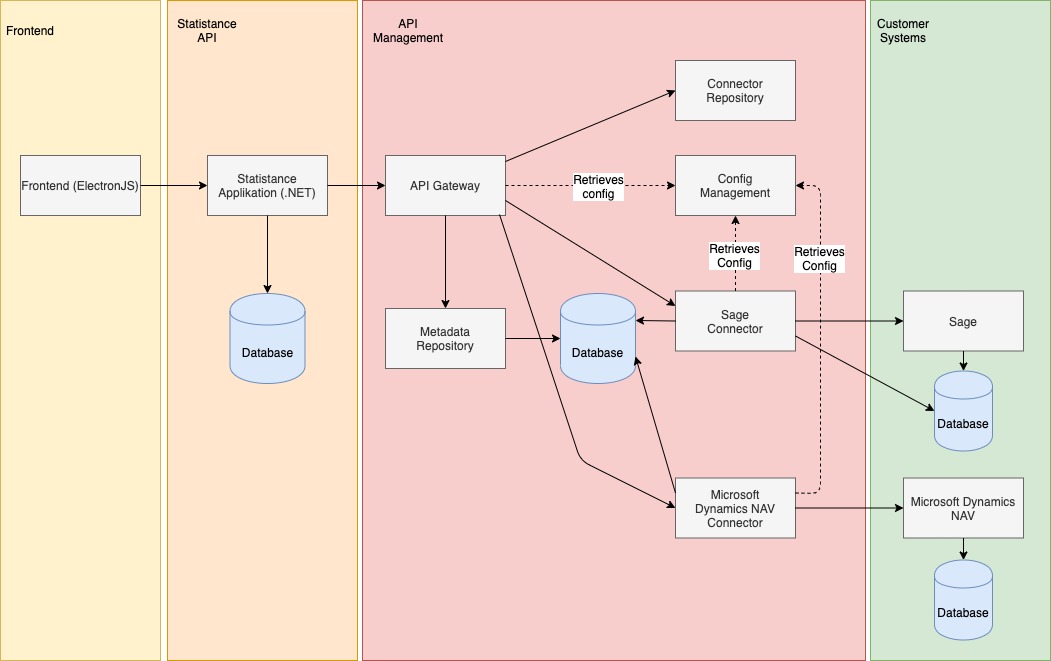 Frontend
Statistance
API
API
Management
Customer
Systems
Connector
Repository
Frontend (ElectronJS)
Statistance
Applikation (.NET)
API Gateway
Retrieves
config
Config
Management
Retrieves
Config
Retrieves
Config
Database
Metadata
Repository
Database
Sage
Connector
Sage
Database
Microsoft
Dynamics NAV
Connector
Microsoft Dynamics
NAV
Database